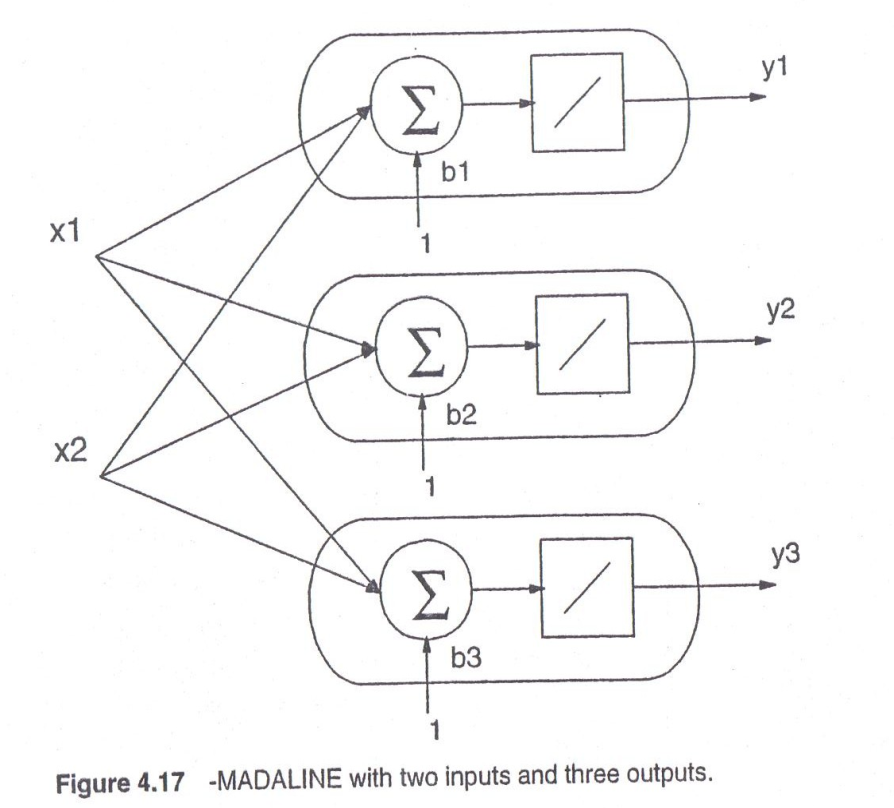 y1
Σ
b1
x1
1
y2
Σ
b2
x2
1
y3
Σ
b3
1
Figure 4.17 -MADALINE with two inputs and three outputs.